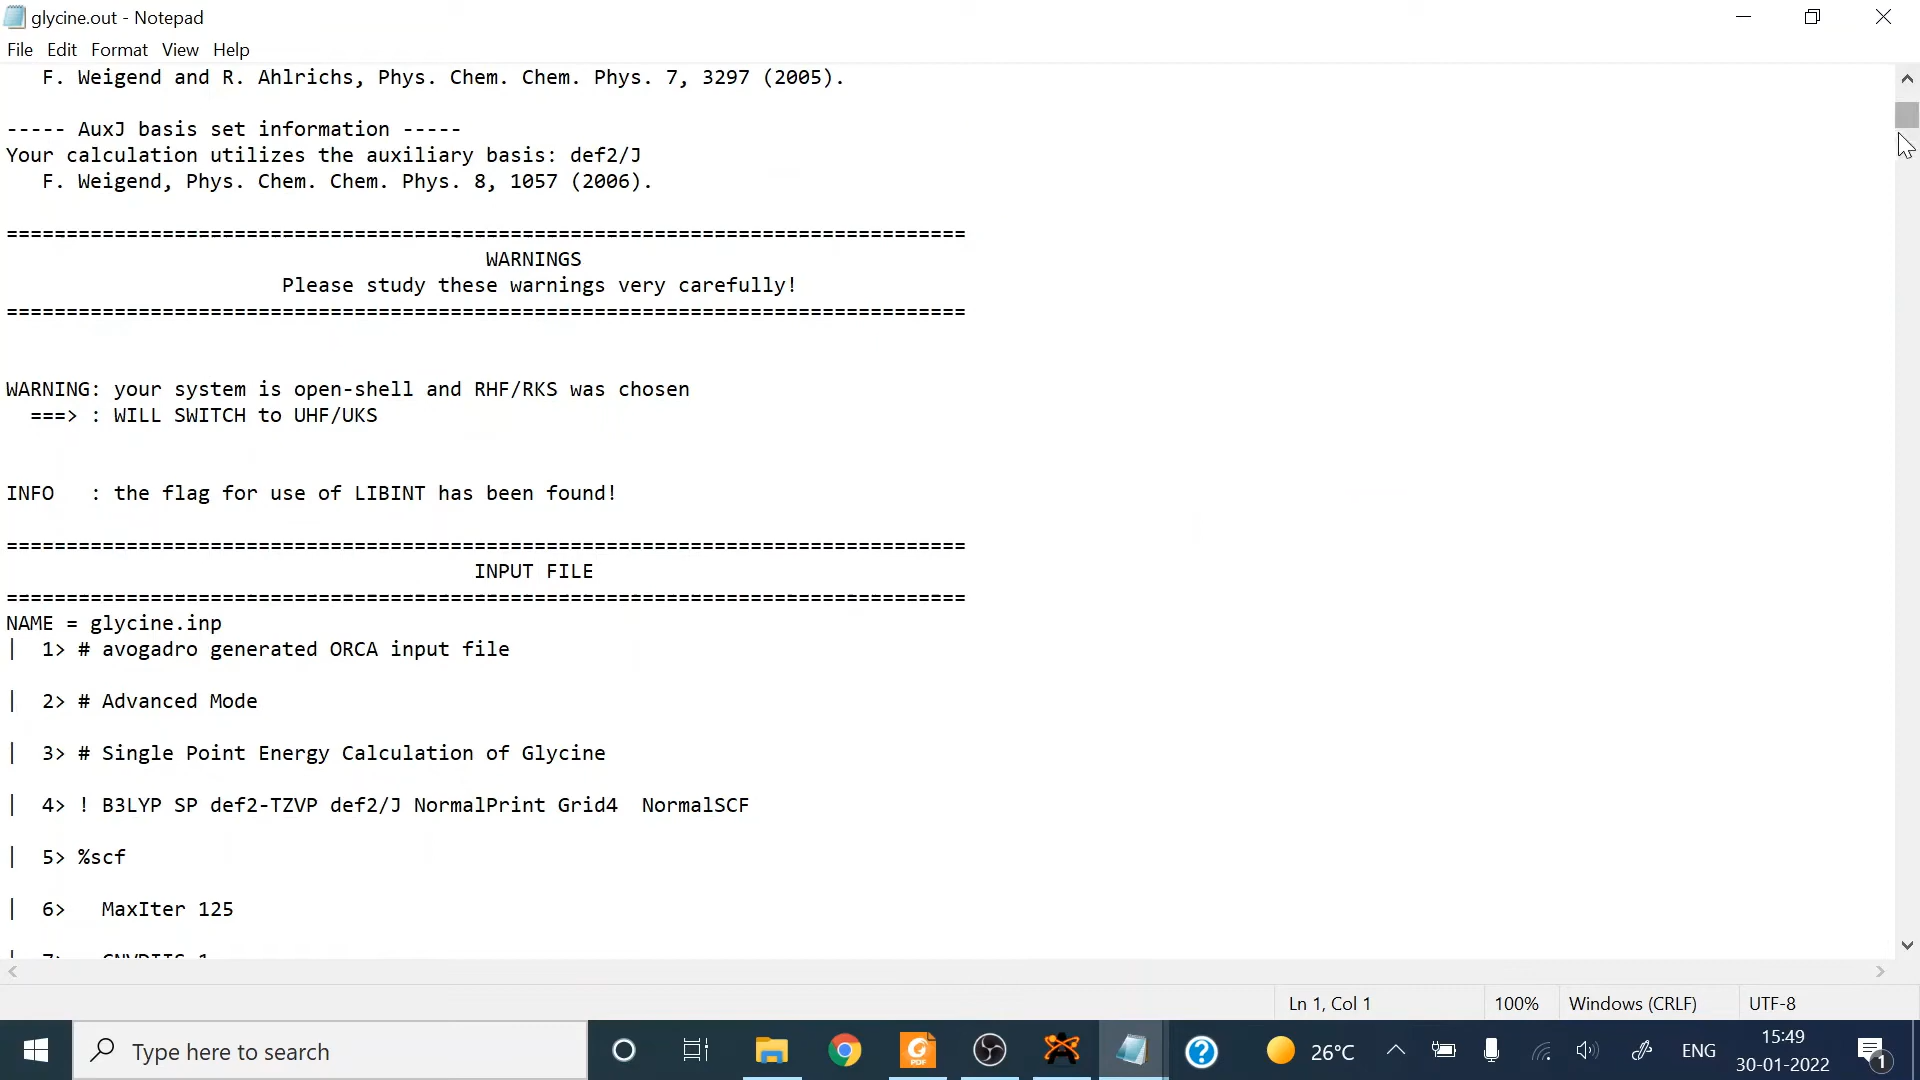 glycine.out - Notepad
File Edit Format View Help
F. Weigend and R. Ahlrichs, Phys. Chem. Chem. Phys. 7, 3297 (2005).
----- AuxJ basis set information -----
Your calculation utilizes the auxiliary basis: def2/J
F. Weigend, Phys. Chem. Chem. Phys. 8, 1057 (2006).
================================================================================
WARNINGS
Please study these warnings very carefully!
================================================================================
WARNING: your system is open-shell and RHF/RKS was chosen
===> : WILL SWITCH to UHF/UKS
INFO : the flag for use of LIBINT has been found!
================================================================================
INPUT FILE
================================================================================
NAME = glycine.inp
| 1> # avogadro generated ORCA input file
| 2> # Advanced Mode
| 3> # Single Point Energy Calculation of Glycine
| 4> ! B3LYP SP def2-TZVP def2/J NormalPrint Grid4 NormalSCF
| 5> %scf
| 6> MaxIter 125
Ln 1, Col 1 100% Windows (CRLF) UTF-8
Type here to search
PDF
26°C
ENG
15:49
30-01-2022
1